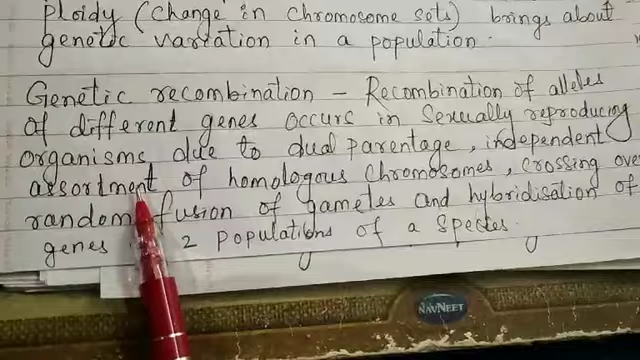 Ploidy (Change in chromosome sets) brings about
genetic variation in a population.
Genetic recombination – Recombination of alleles
of different genes occurs in Sexually reproducing
organisms due to dual parentage, independent
assortment of homologous chromosomes, crossing over
random fusion of gametes and hybridisation of
genes 2 populations of a species.
NAVNEET